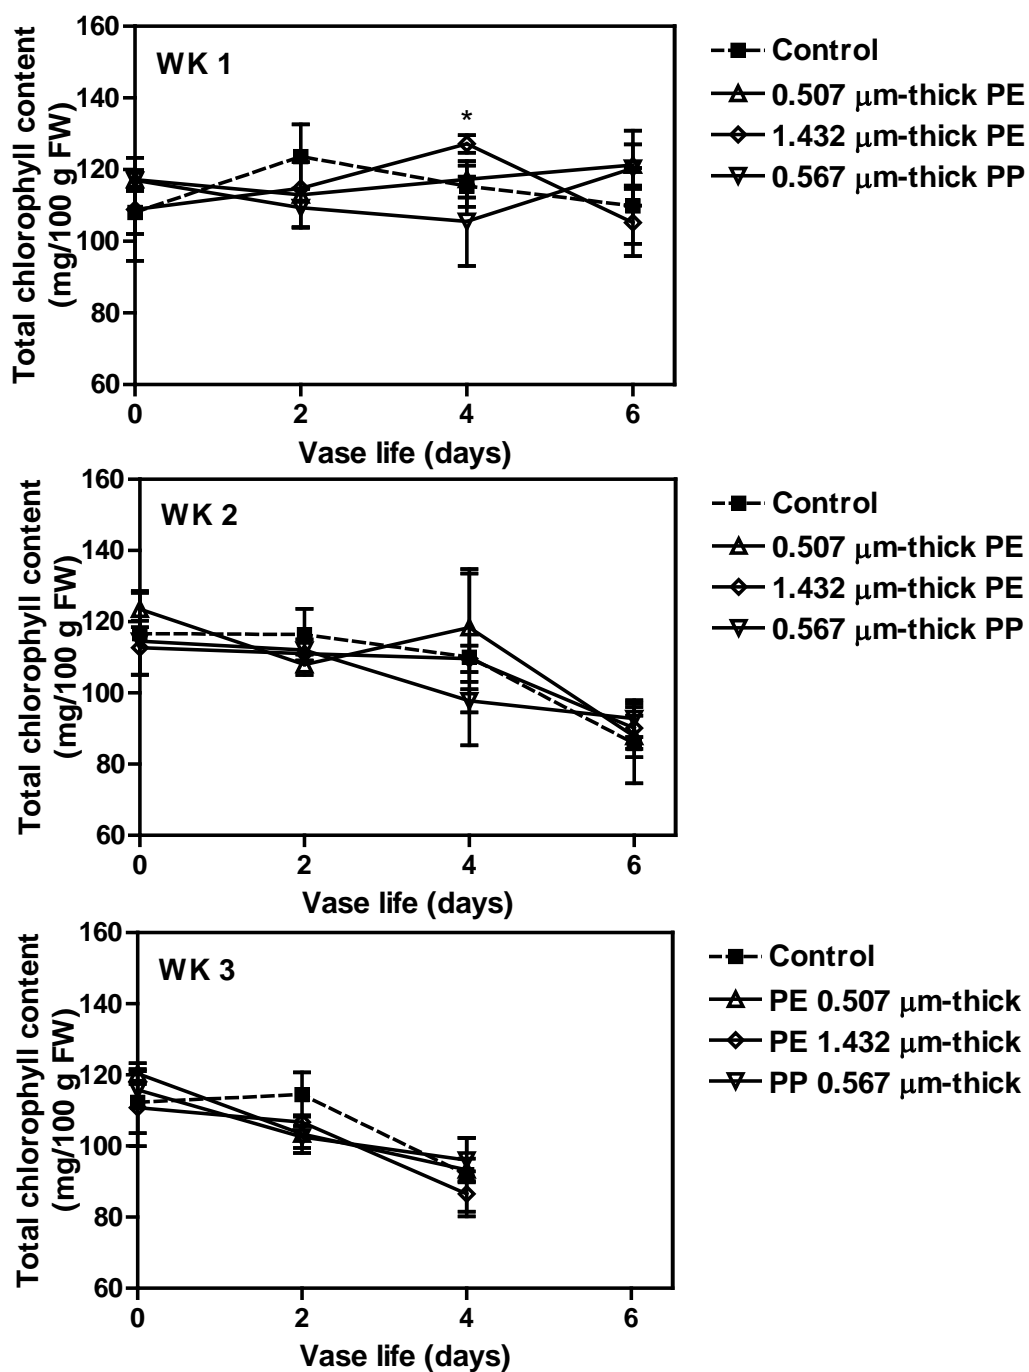 Total chlorophyll content
(mg/100 g FW)
160
140
120
100
80
60
WK 1
*
0
2
4
6
Vase life (days)
Control
0.507 μm-thick PE
1.432 μm-thick PE
0.567 μm-thick PP
Total chlorophyll content
(mg/100 g FW)
160
140
120
100
80
60
WK 2
0
2
4
6
Vase life (days)
Control
0.507 μm-thick PE
1.432 μm-thick PE
0.567 μm-thick PP
Total chlorophyll content
(mg/100 g FW)
160
140
120
100
80
60
WK 3
0
2
4
6
Vase life (days)
Control
PE 0.507 μm-thick
PE 1.432 μm-thick
PP 0.567 μm-thick